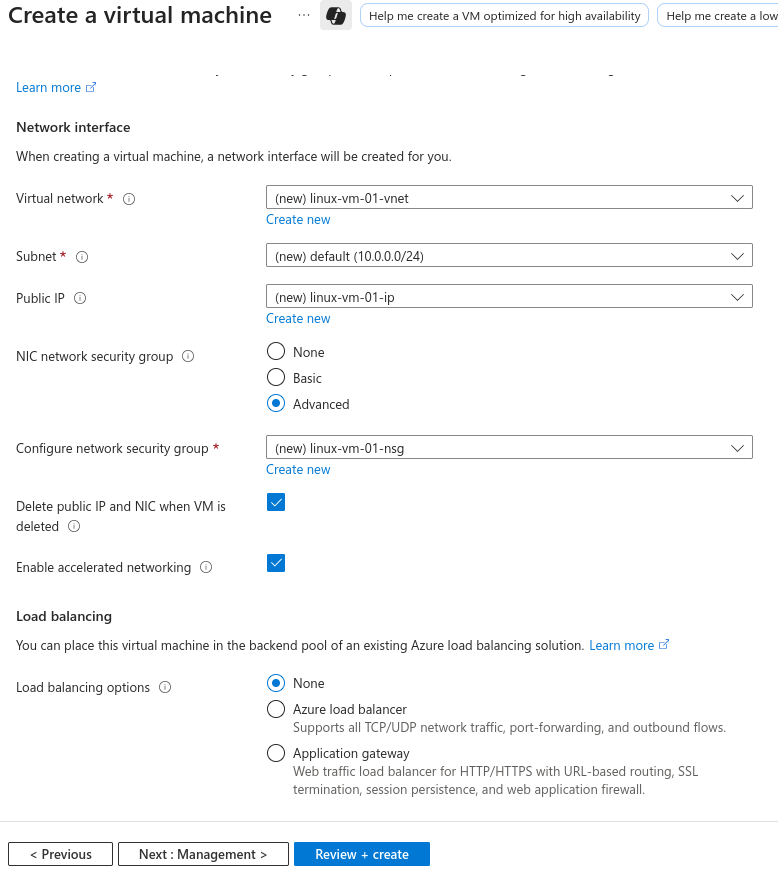 Create a virtual machine
...
Help me create a VM optimized for high availability
Help me create a low
Learn more
Network interface
When creating a virtual machine, a network interface will be created for you.
Virtual network *
(new) linux-vm-01-vnet
Create new
Subnet *
(new) default (10.0.0.0/24)
Public IP
(new) linux-vm-01-ip
Create new
NIC network security group
None
Basic
Advanced
Configure network security group *
(new) linux-vm-01-nsg
Create new
Delete public IP and NIC when VM is
deleted
Enable accelerated networking
Load balancing
You can place this virtual machine in the backend pool of an existing Azure load balancing solution. Learn more
Load balancing options
None
Azure load balancer
Supports all TCP/UDP network traffic, port-forwarding, and outbound flows.
Application gateway
Web traffic load balancer for HTTP/HTTPS with URL-based routing, SSL
termination, session persistence, and web application firewall.
< Previous
Next : Management >
Review + create